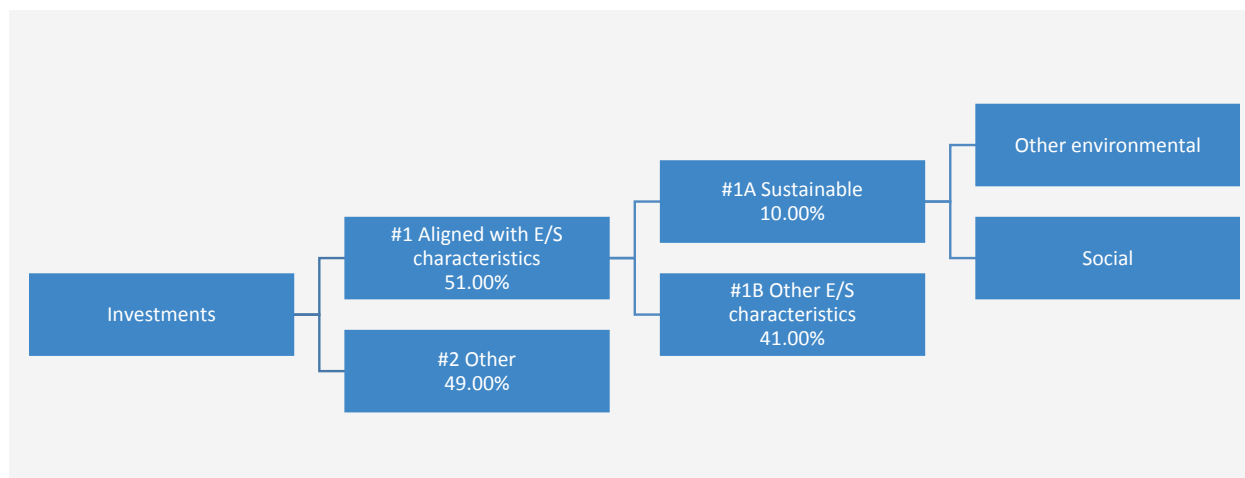 Investments
#1 Aligned with E/S
characteristics
51.00%
#2 Other
49.00%
#1A Sustainable
10.00%
#1B Other E/S
characteristics
41.00%
Other environmental
Social